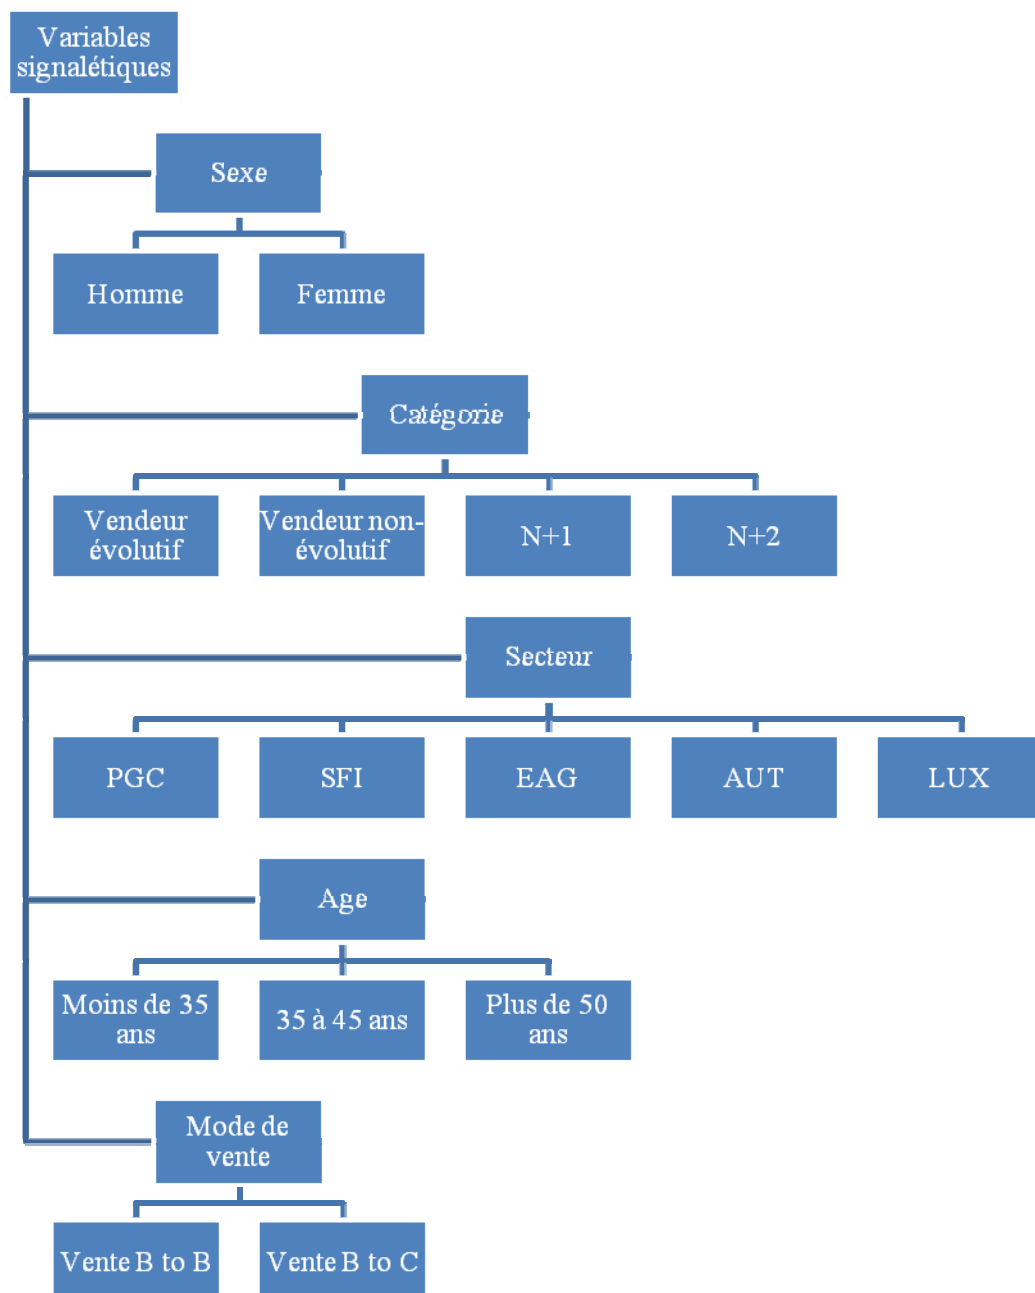 Variables
signalétiques
Sexe
Homme
Femme
Catégorie
Vendeur
évolutif
Vendeur non-
évolutif
N+1
N+2
Secteur
PGC
SFI
EAG
AUT
LUX
Age
Moins de 35
ans
35 à 45 ans
Plus de 50
ans
Mode de
vente
Vente B to B
Vente B to C